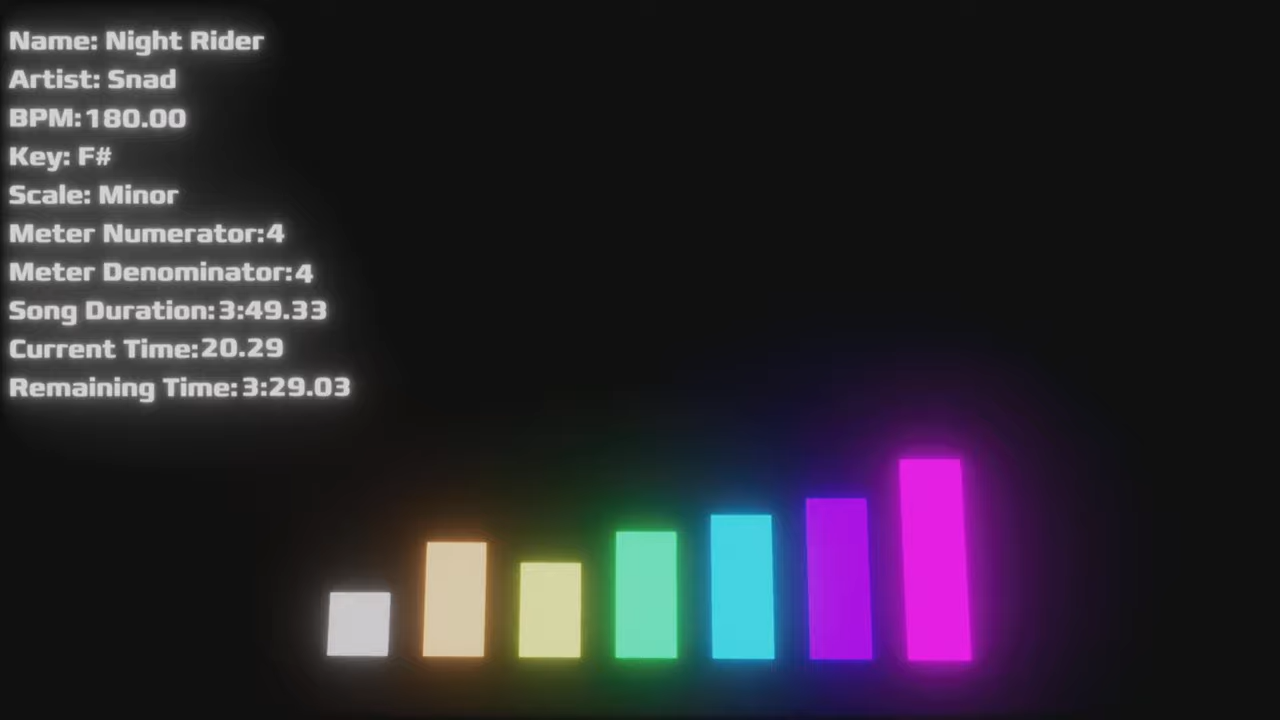 Name: Night Rider
Artist: Snad
BPM:180.00
Key: F#
Scale: Minor
Meter Numerator:4
Meter Denominator:4
Song Duration:3:49.33
Current Time:20.29
Remaining Time:3:29.03